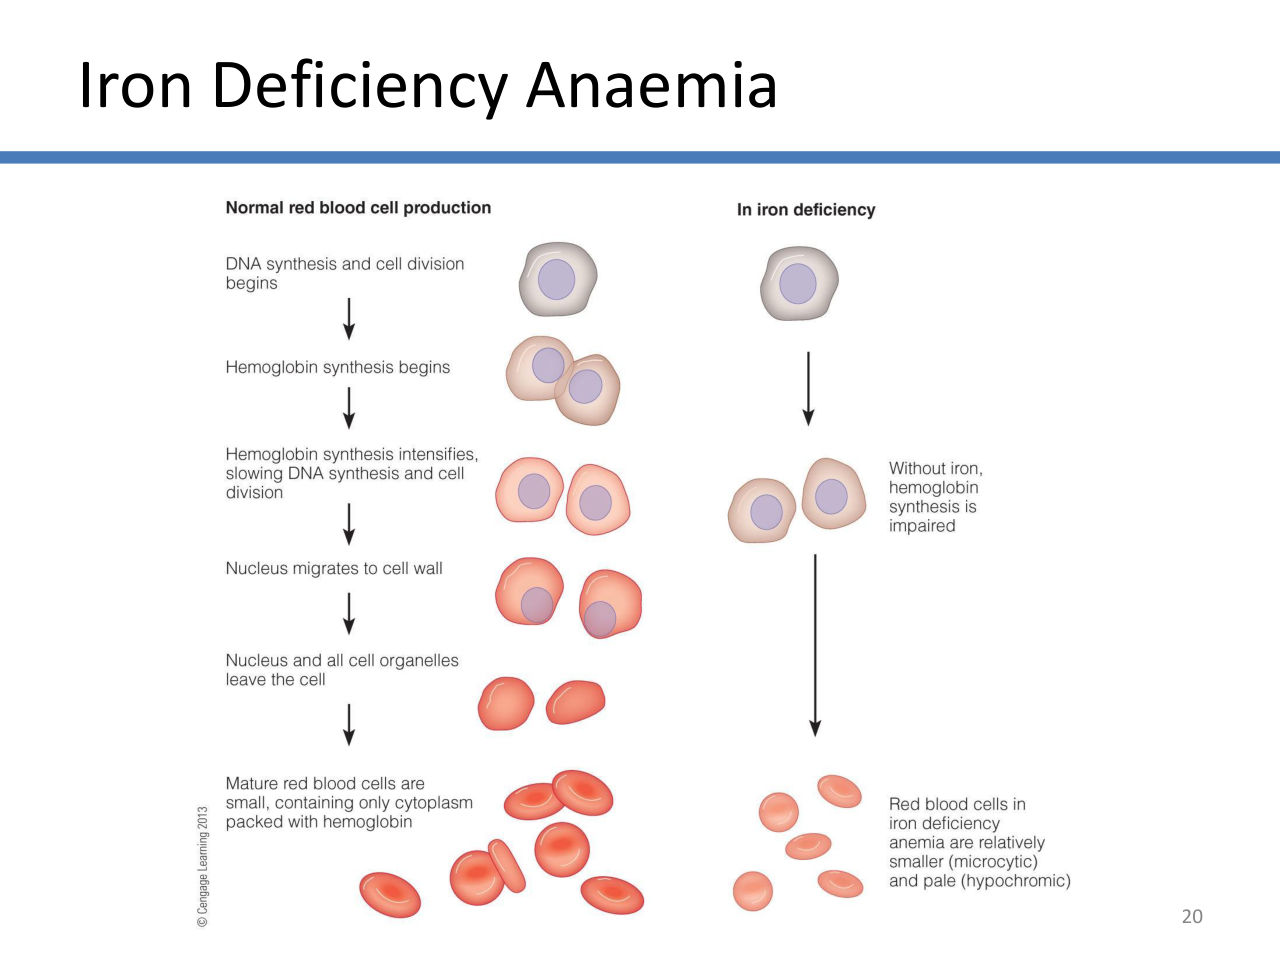 Iron Deficiency Anaemia
Normal red blood cell production
DNA synthesis and cell division
begins
Hemoglobin synthesis begins
Hemoglobin synthesis intensifies,
slowing DNA synthesis and cell
division
Nucleus migrates to cell wall
Nucleus and all cell organelles
leave the cell
Mature red blood cells are
small, containing only cytoplasm
packed with hemoglobin
© Cengage Learning 2013
In iron deficiency
Without iron,
hemoglobin
synthesis is
impaired
Red blood cells in
iron deficiency
anemia are relatively
smaller (microcytic)
and pale (hypochromic)
20